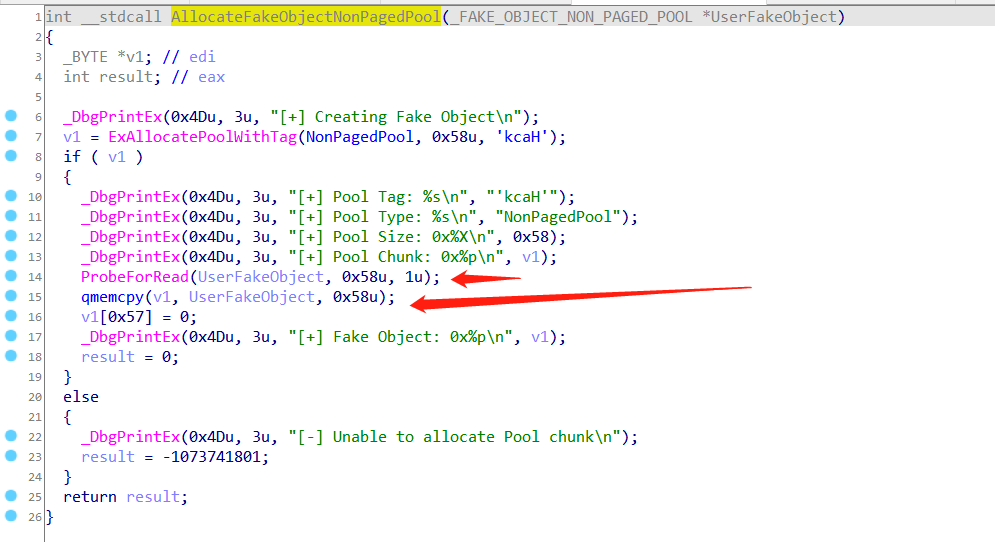 1 int __stdcall AllocateFakeObjectNonPagedPool(_FAKE_OBJECT_NON_PAGED_POOL *UserFakeObject)
2 {
3 _BYTE *v1; // edi
4 int result; // eax
5
6 _DbgPrintEx(0x4Du, 3u, "[+] Creating Fake Object\n");
7 v1 = ExAllocatePoolWithTag(NonPagedPool, 0x58u, 'kcaH');
8 if ( v1 )
9 {
10 _DbgPrintEx(0x4Du, 3u, "[+] Pool Tag: %s\n", "'kcaH'");
11 _DbgPrintEx(0x4Du, 3u, "[+] Pool Type: %s\n", "NonPagedPool");
12 _DbgPrintEx(0x4Du, 3u, "[+] Pool Size: 0x%X\n", 0x58);
13 _DbgPrintEx(0x4Du, 3u, "[+] Pool Chunk: 0x%p\n", v1);
14 ProbeForRead(UserFakeObject, 0x58u, 1u);
15 qmemcpy(v1, UserFakeObject, 0x58u);
16 v1[0x57] = 0;
17 _DbgPrintEx(0x4Du, 3u, "[+] Fake Object: 0x%p\n", v1);
18 result = 0;
19 }
20 else
21 {
22 _DbgPrintEx(0x4Du, 3u, "[-] Unable to allocate Pool chunk\n");
23 result = -1073741801;
24 }
25 return result;
26 }